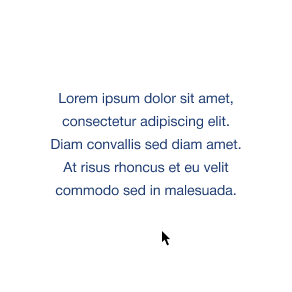 Lorem ipsum dolor sit amet,
consectetur adipiscing elit.
Diam convallis sed diam amet.
At risus rhoncus et eu velit
commodo sed in malesuada.